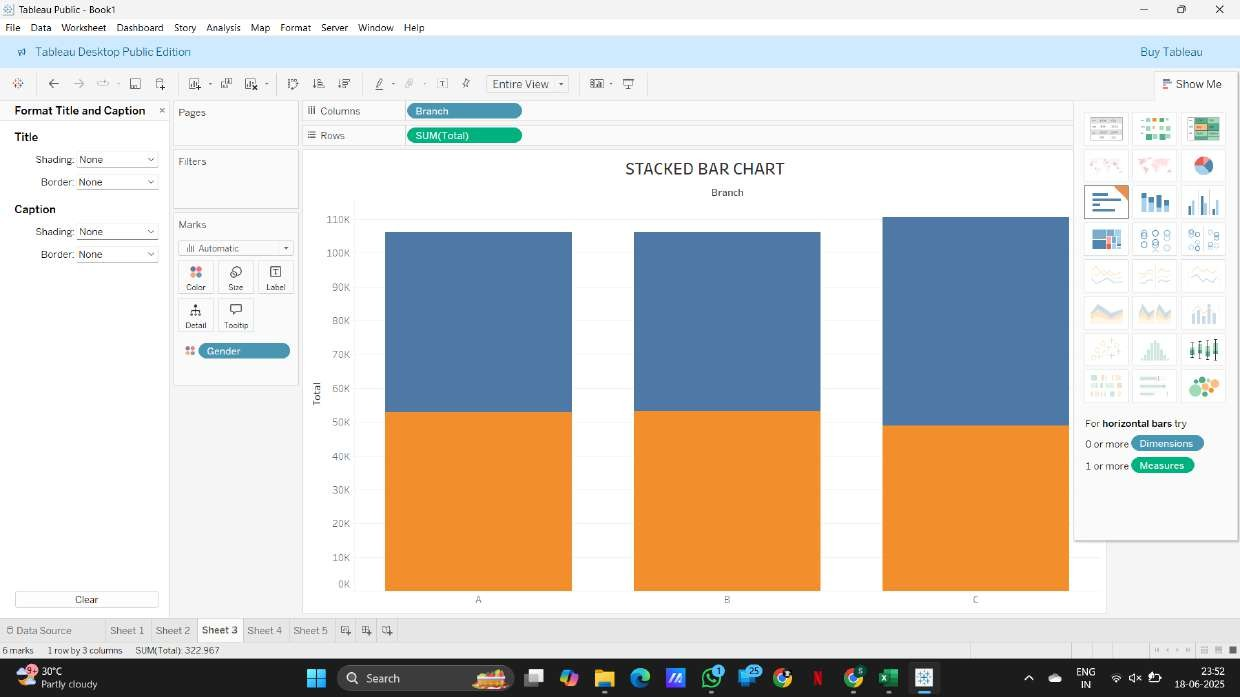 Tableau Public - Book1
File Data Worksheet Dashboard Story Analysis Map Format Server Window Help
Tableau Desktop Public Edition
Buy Tableau
Entire View
Show Me
Format Title and Caption
Title
Shading: None
Border: None
Caption
Shading: None
Border: None
Clear
Pages
Filters
Marks
Automatic
Color Size Label
Detail Tooltip
Gender
Columns Branch
Rows SUM(Total)
STACKED BAR CHART
Branch
110K
100K
90K
80K
70K
60K
50K
40K
30K
20K
10K
0K
Total
A B C
For horizontal bars try
0 or more Dimensions
1 or more Measures
Data Source Sheet 1 Sheet 2 Sheet 3 Sheet 4 Sheet 5
6 marks 1 row by 3 columns SUM(Total): 322,967
9+
30°C
Partly cloudy
Search
1
25
S
N
ENG
IN
23:52
18-06-2025